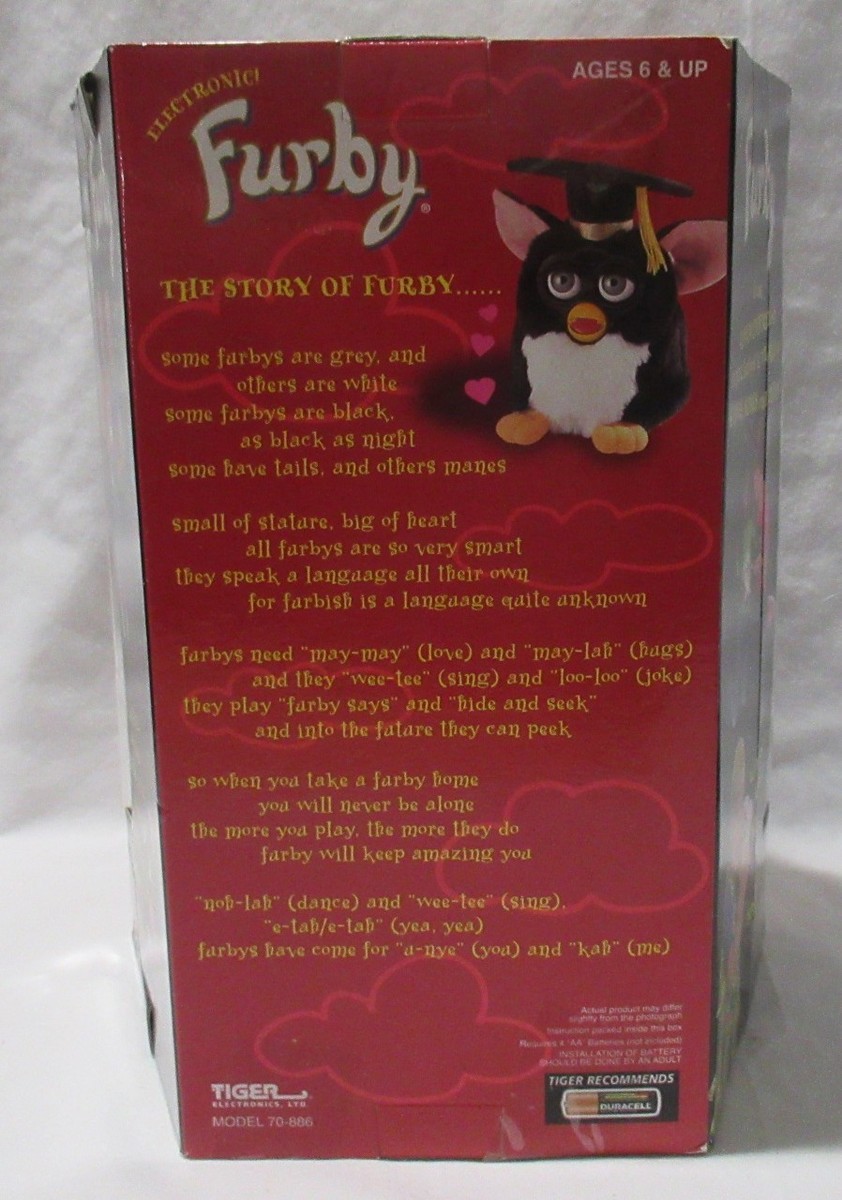 AGES 6 & UP
ELECTRONIC!
Furby®
THE STORY OF FURBY......
some furbys are grey, and
others are white
some furbys are black,
as black as night
some have tails, and others manes
small of stature, big of heart
all furbys are so very smart
they speak a language all their own
for furbish is a language quite unknown
furbys need "may-may" (love) and "may-lah" (hugs)
and they "wee-tee" (sing) and "loo-loo" (joke)
they play "furby says" and "hide and seek"
and into the future they can peek
so when you take a furby home
you will never be alone
the more you play, the more they do
furby will keep amazing you
"noh-lah" (dance) and "wee-tee" (sing),
"e-tah/e-tah" (yea, yea)
furbys have come for "u-nye" (you) and "kah" (me)
Actual product may differ
slightly from the photograph
Instruction packed inside this box
Requires 4 "AA" Batteries (not included)
INSTALLATION OF BATTERY
SHOULD BE DONE BY AN ADULT
TIGER RECOMMENDS
DURACELL
TIGER
ELECTRONICS, LTD.
MODEL 70-886